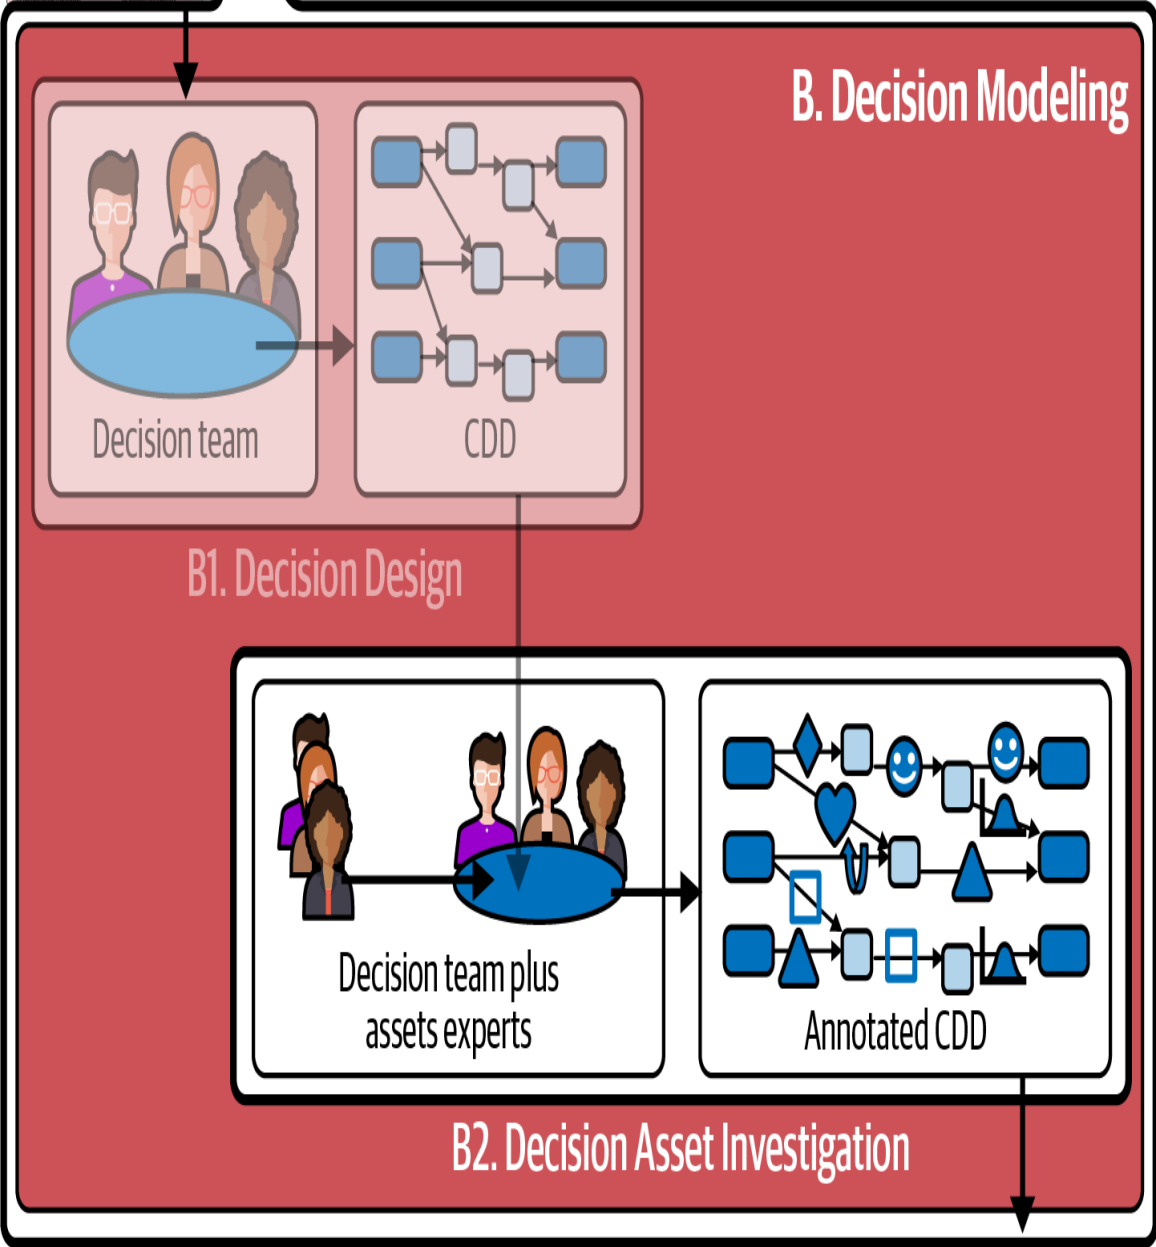 B. Decision Modeling
Decision team
CDD
B1. Decision Design
Decision team plus
assets experts
Annotated CDD
B2. Decision Asset Investigation